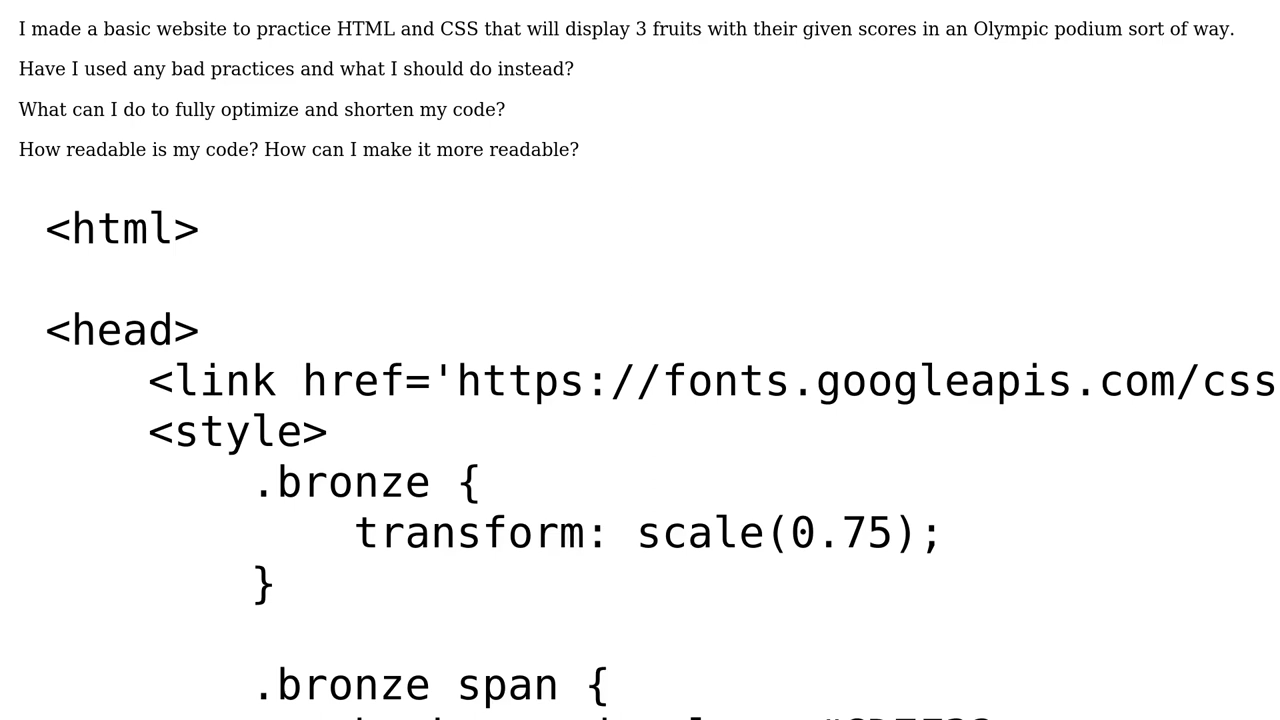 I made a basic website to practice HTML and CSS that will display 3 fruits with their given scores in an Olympic podium sort of way.
Have I used any bad practices and what I should do instead?
What can I do to fully optimize and shorten my code?
How readable is my code? How can I make it more readable?
<html>
<head>
<link href='https://fonts.googleapis.com/css
<style>
.bronze {
transform: scale(0.75);
}
.bronze span {